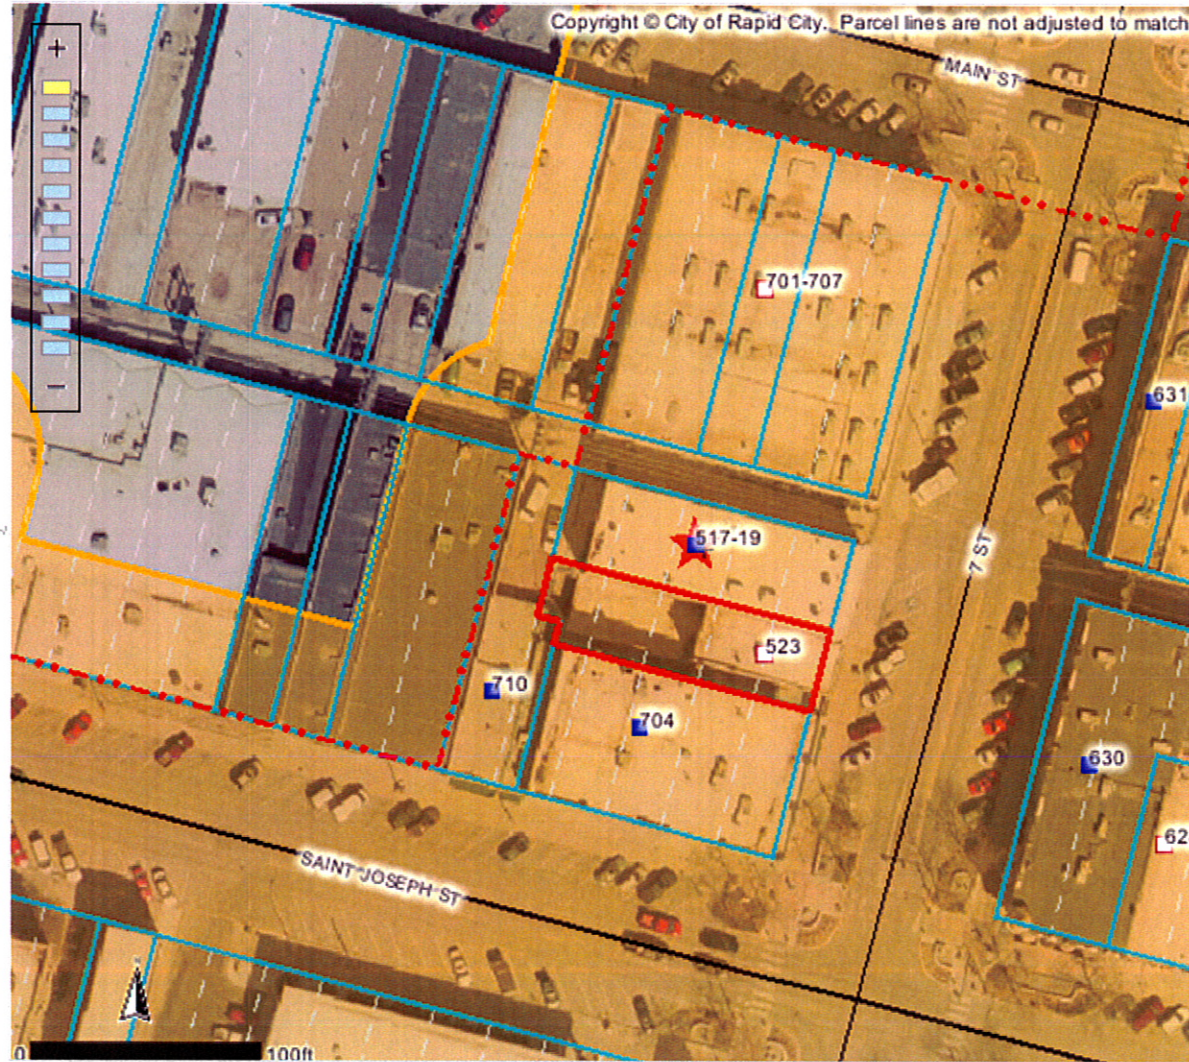 Copyright © City of Rapid City. Parcel lines are not adjusted to match
+
MAIN ST
701-707
631
517-19
7 ST
523
710
704
630
62
SAINT JOSEPH ST
0 100ft